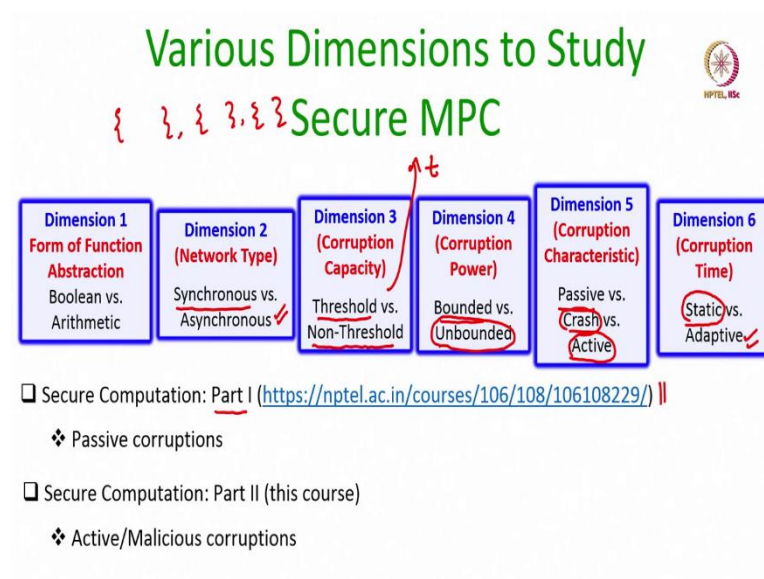 Various Dimensions to Study
Secure MPC
NPTEL, IISc
{ }, { }, { }
t
Dimension 1
Form of Function
Abstraction
Boolean vs.
Arithmetic
Dimension 2
(Network Type)
Synchronous vs.
Asynchronous
Dimension 3
(Corruption
Capacity)
Threshold vs.
Non-Threshold
Dimension 4
(Corruption
Power)
Bounded vs.
Unbounded
Dimension 5
(Corruption
Characteristic)
Passive vs.
Crash vs.
Active
Dimension 6
(Corruption
Time)
Static vs.
Adaptive
Secure Computation: Part I (https://nptel.ac.in/courses/106/108/106108229/)
Passive corruptions
Secure Computation: Part II (this course)
Active/Malicious corruptions